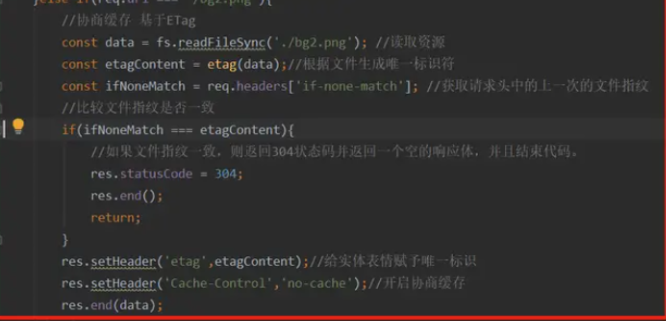 }else if(req.url === '/bg2.png'){
//协商缓存 基于ETag
const data = fs.readFileSync('./bg2.png'); //读取资源
const etagContent = etag(data);//根据文件生成唯一标识符
const ifNoneMatch = req.headers['if-none-match']; //获取请求头中的上一次的文件指纹
//比较文件指纹是否一致
if(ifNoneMatch === etagContent){
//如果文件指纹一致，则返回304状态码并返回一个空的响应体，并且结束代码。
res.statusCode = 304;
res.end();
return;
}
res.setHeader('etag',etagContent);//给实体表情赋予唯一标识
res.setHeader('Cache-Control','no-cache');//开启协商缓存
res.end(data);